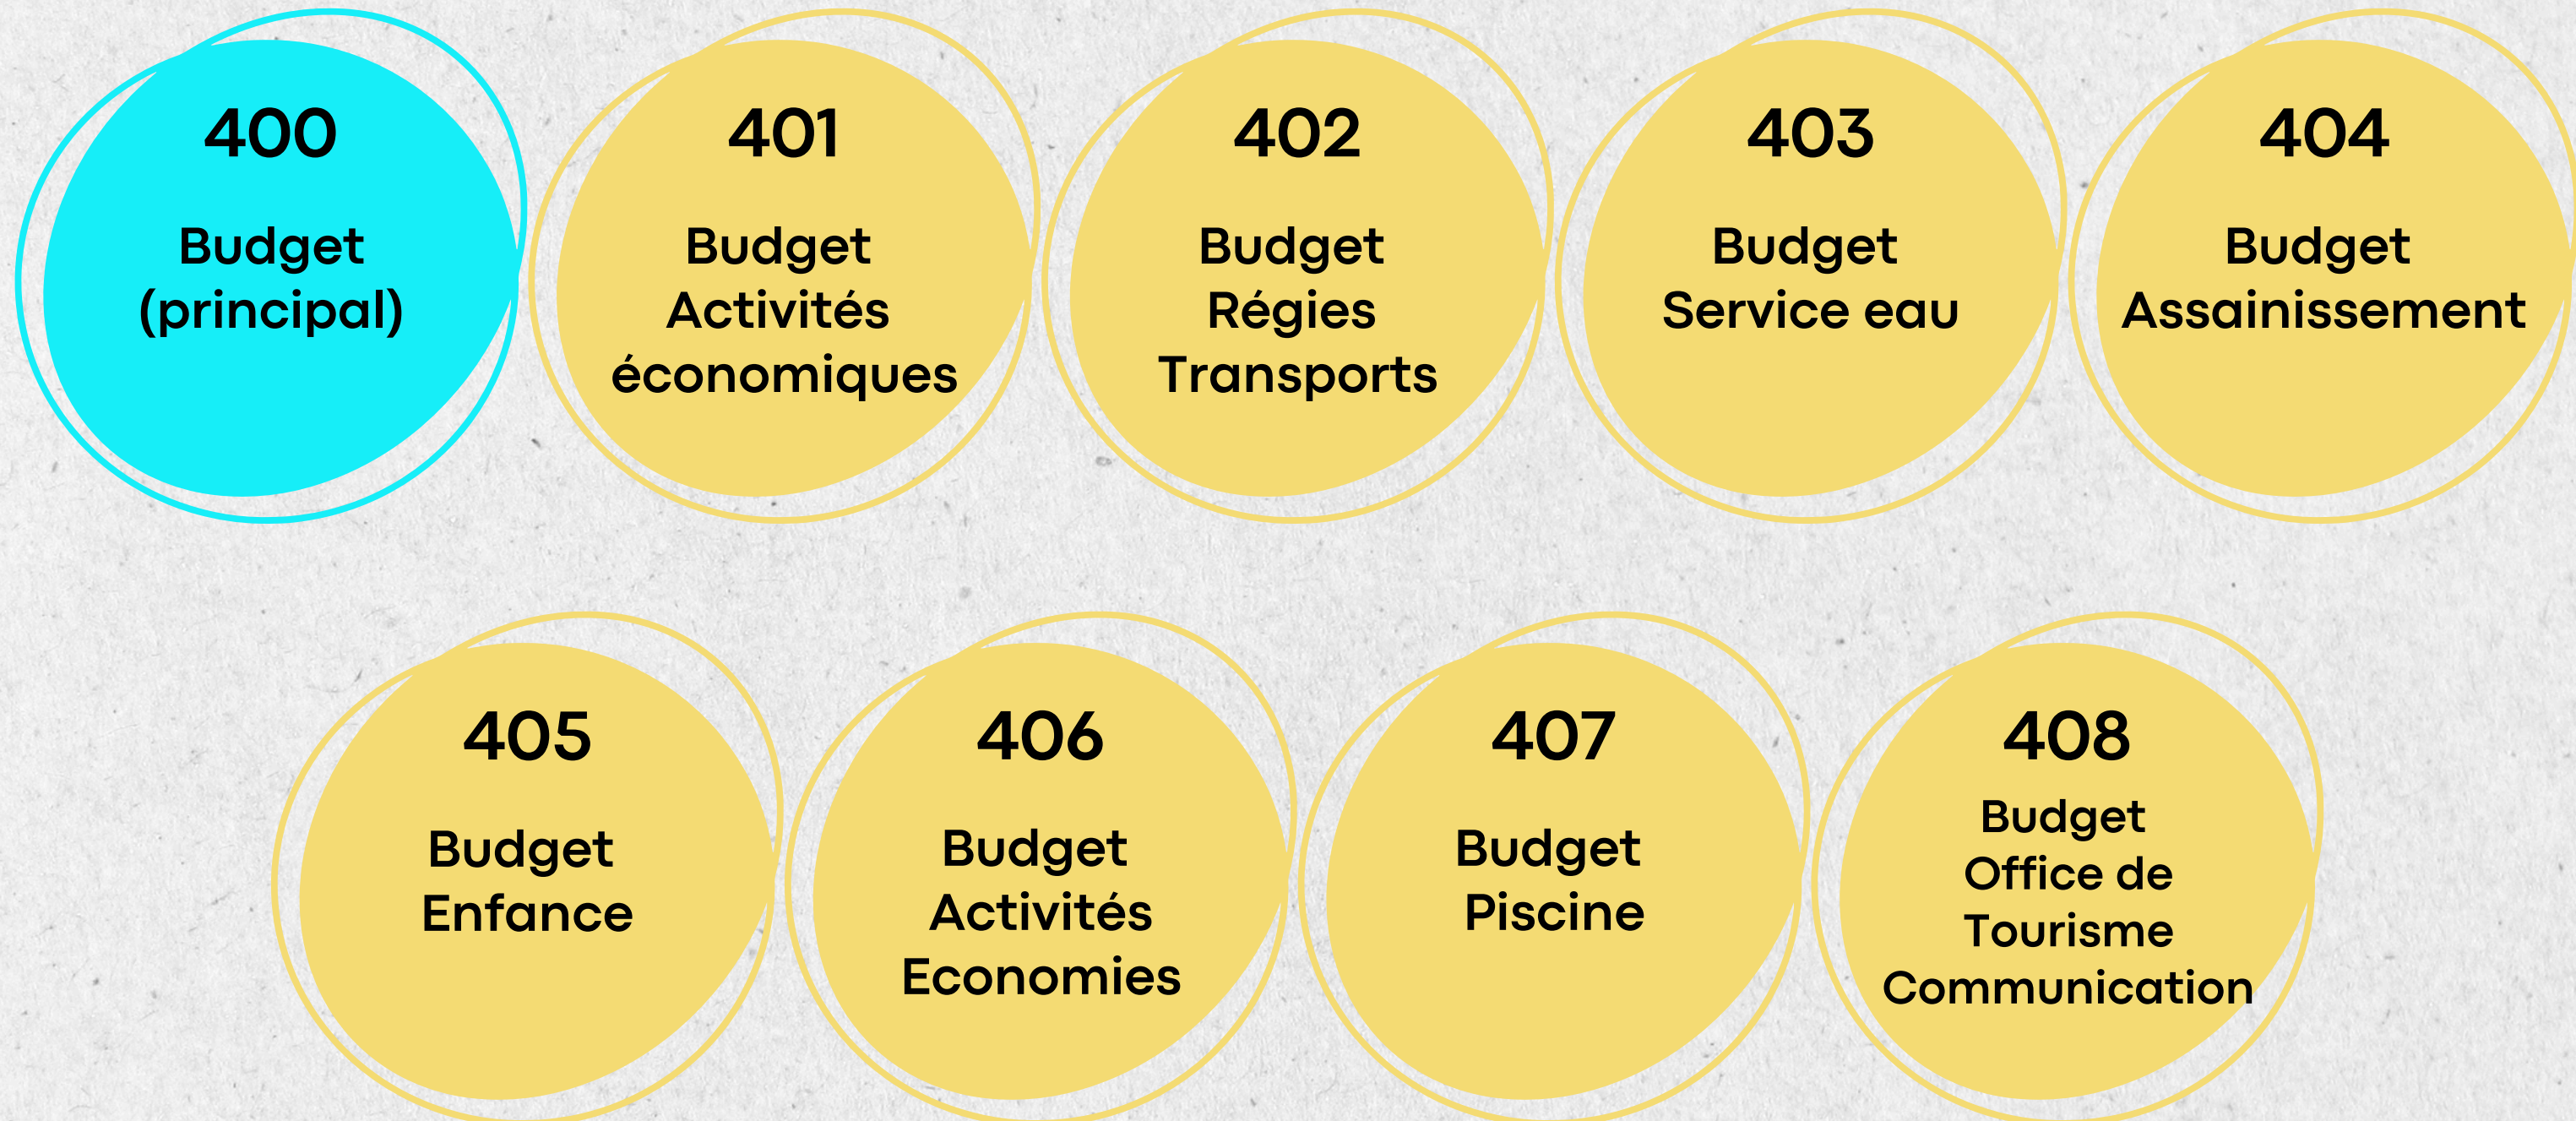 400
Budget
(principal)
401
Budget
Activités
économiques
402
Budget
Régies
Transports
403
Budget
Service eau
404
Budget
Assainissement
405
Budget
Enfance
406
Budget
Activités
Economies
407
Budget
Piscine
408
Budget
Office de
Tourisme
Communication